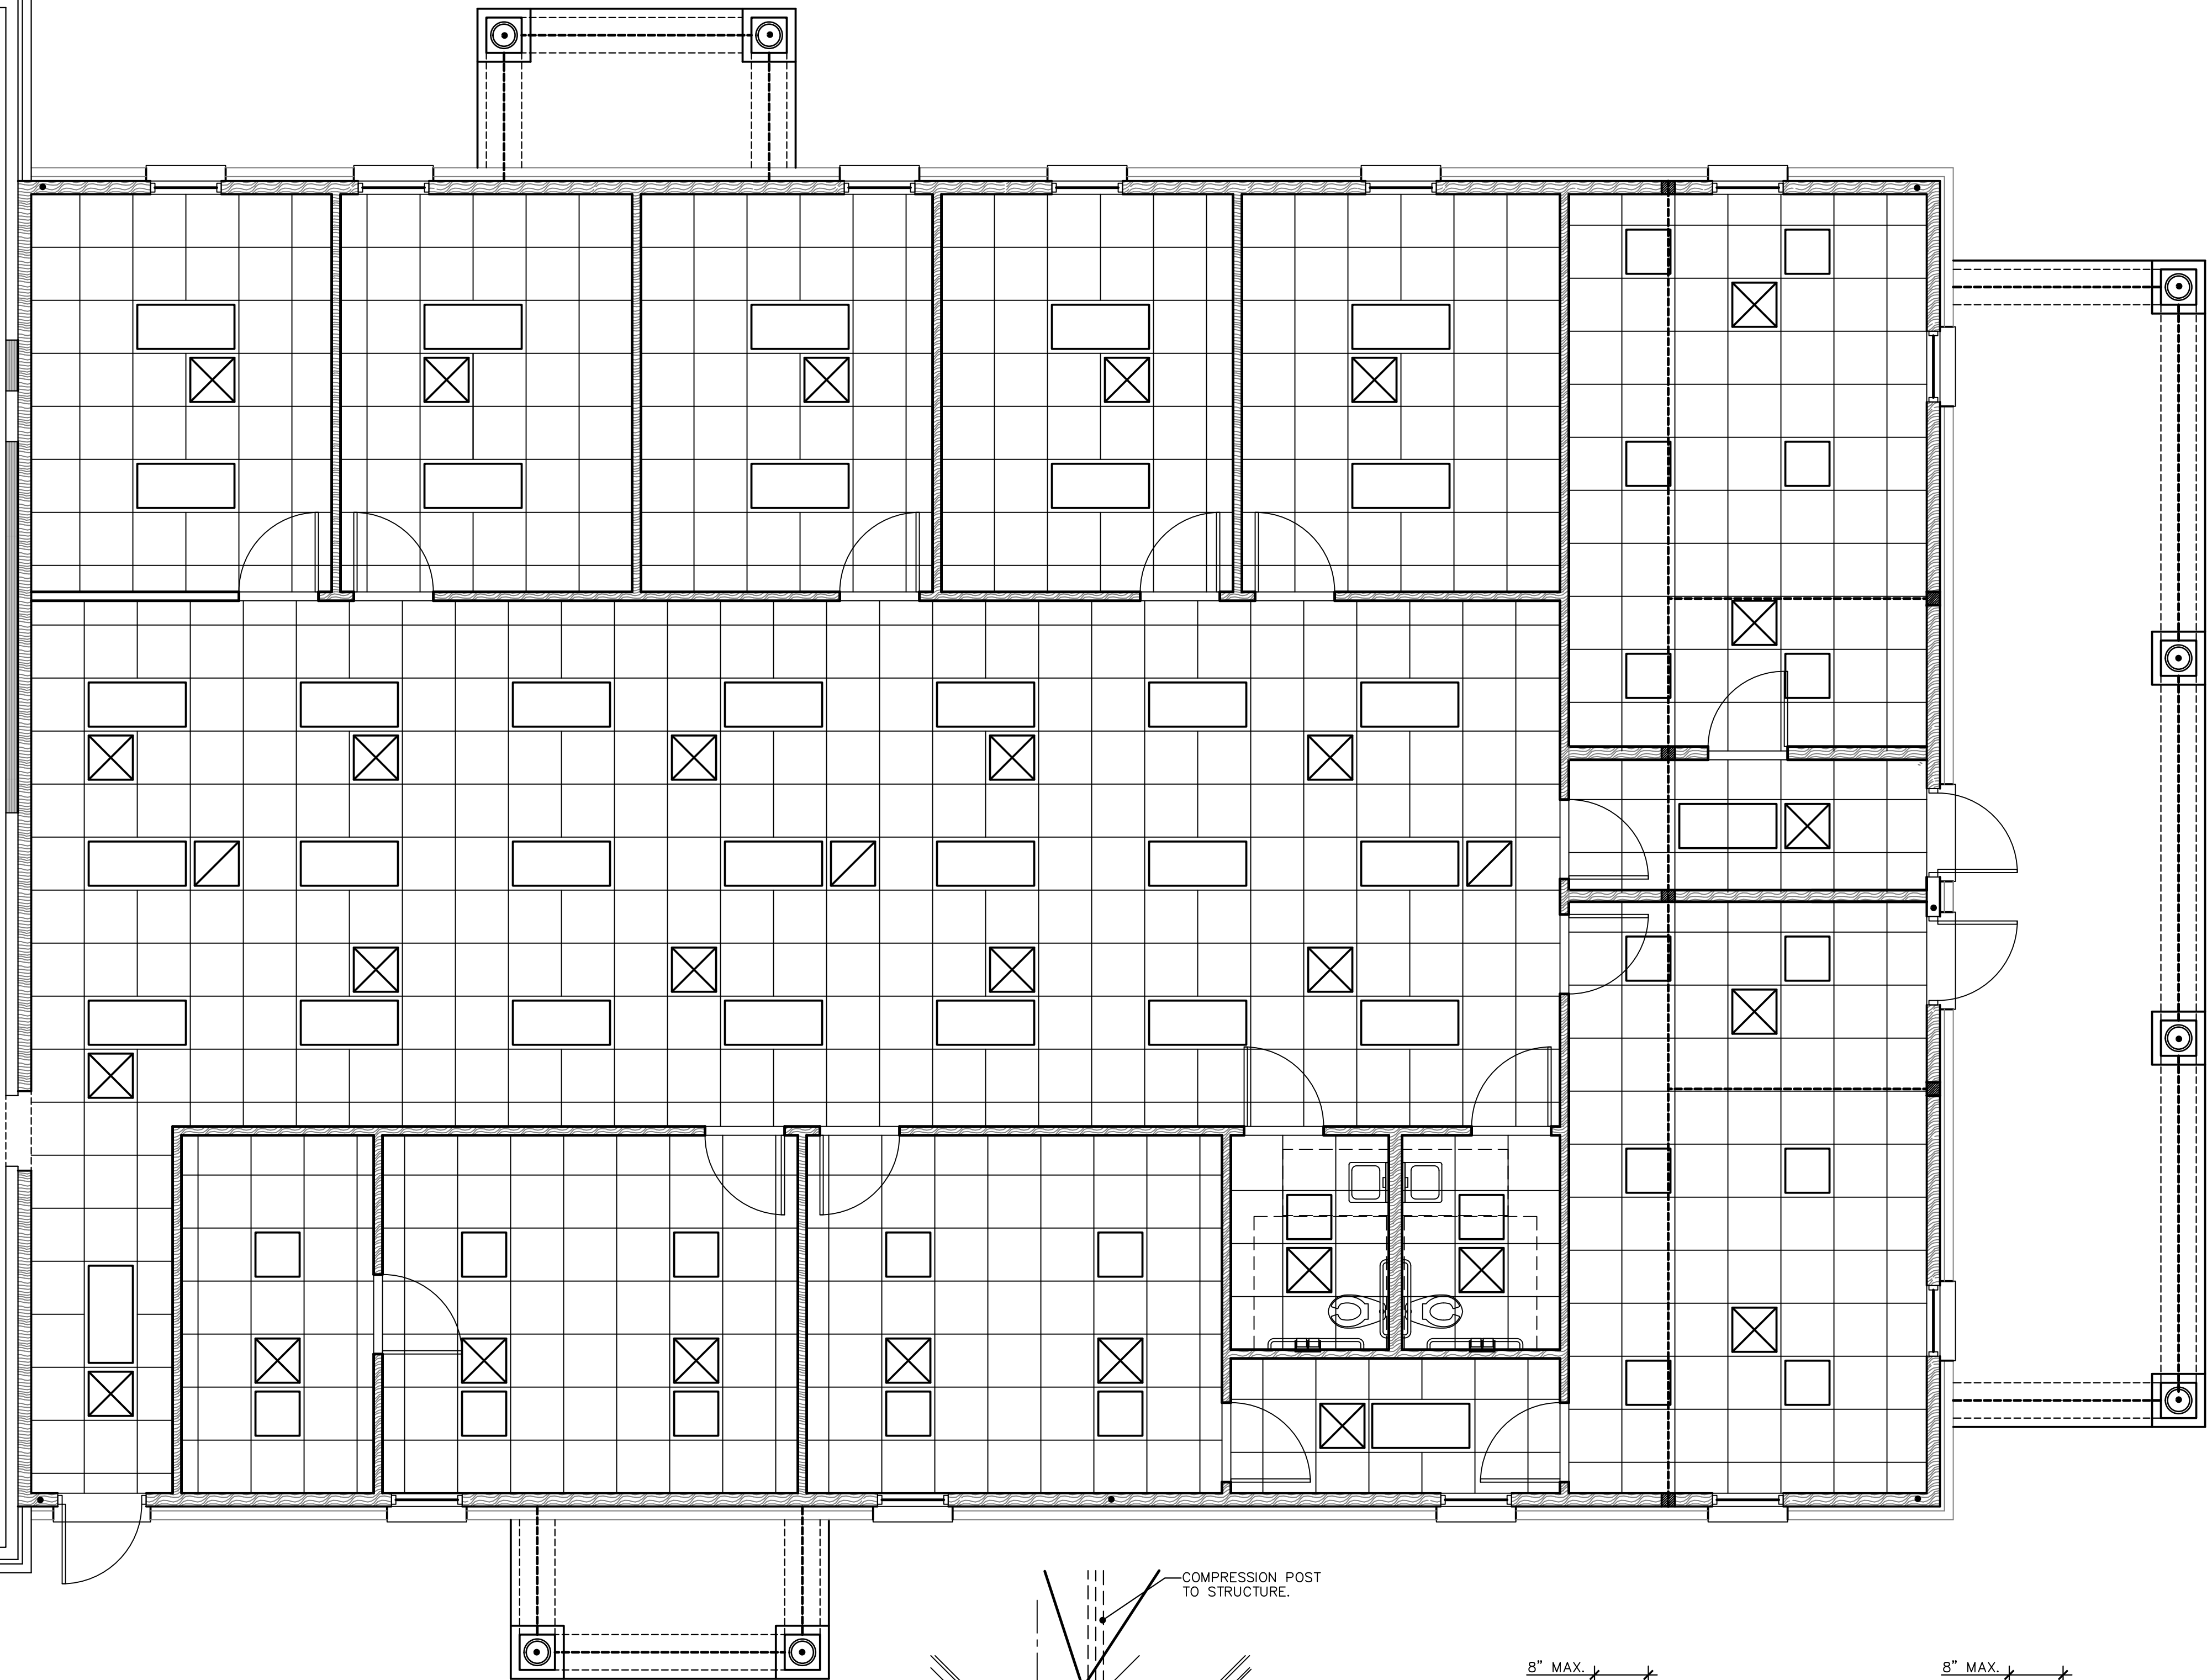 COMPRESSION POST
TO STRUCTURE.
8" MAX.
8" MAX.